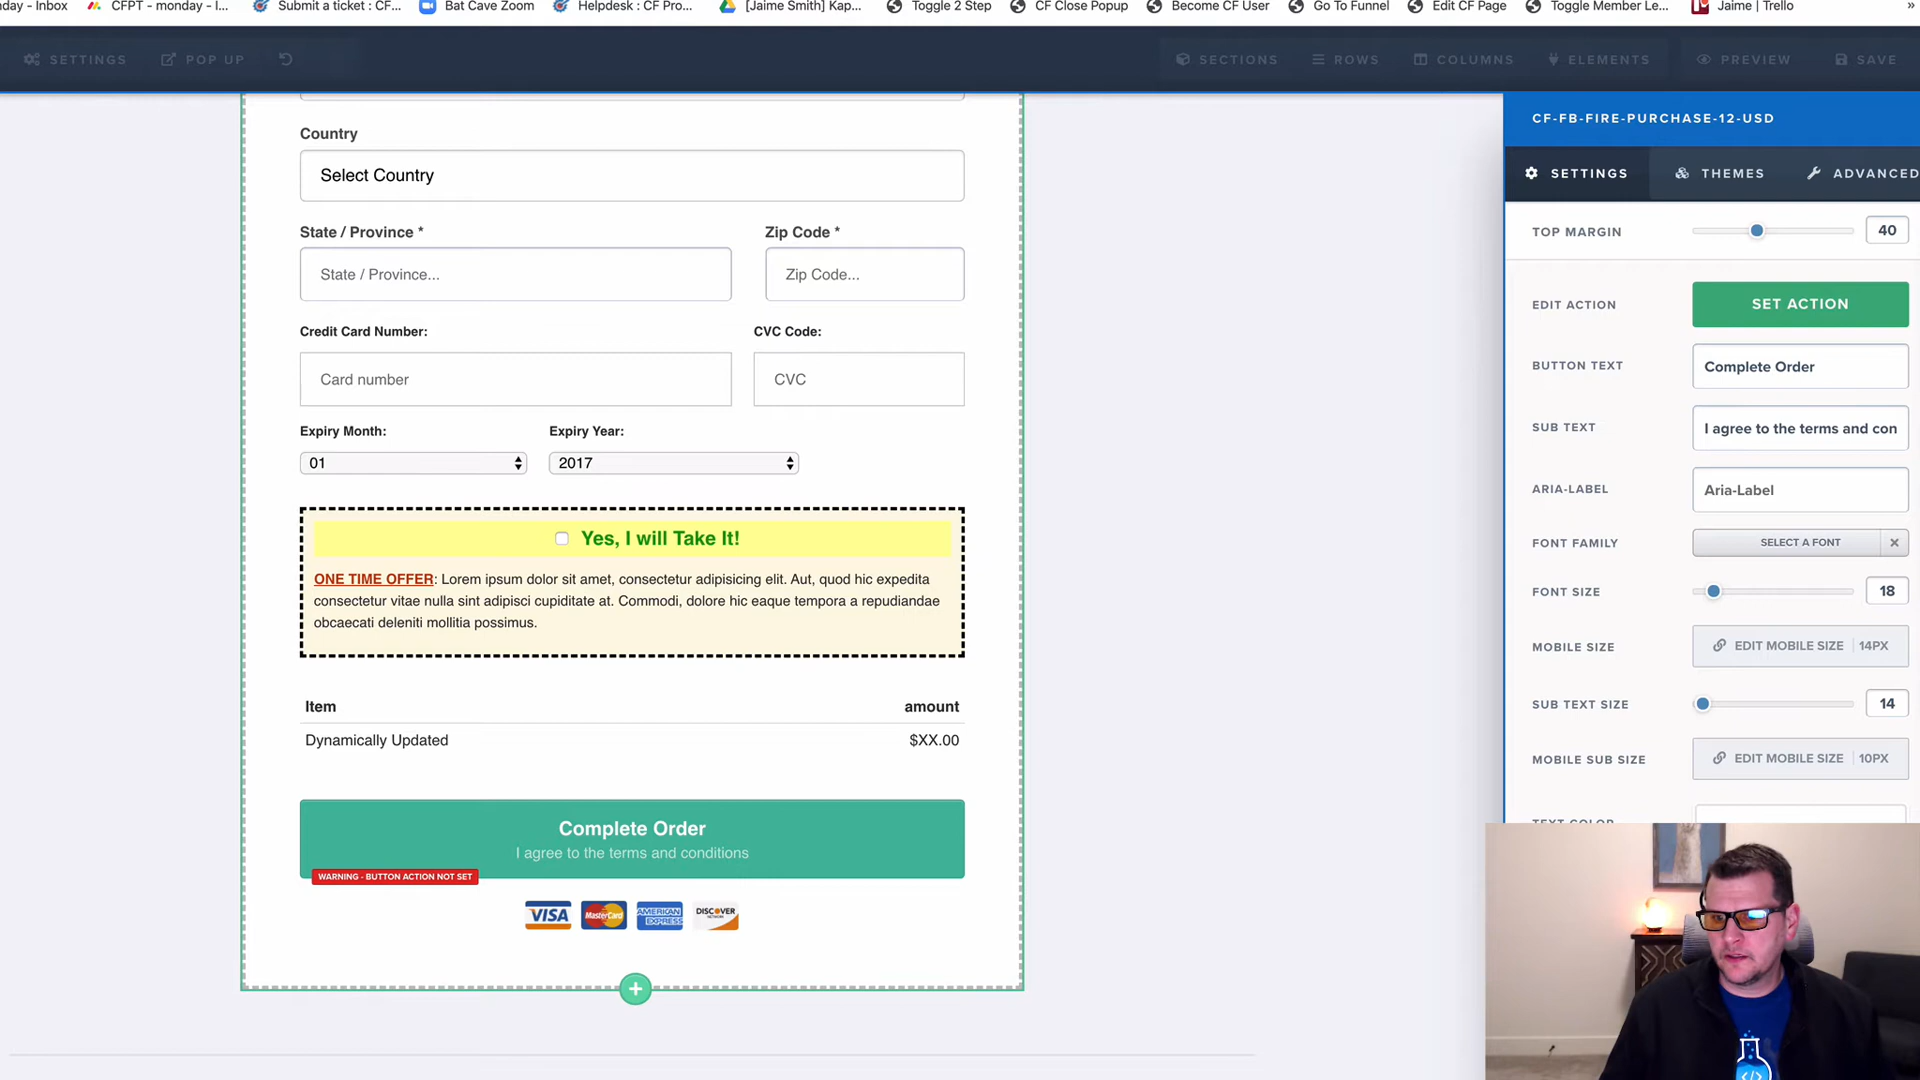 nday - Inbox CFPT - monday - I... Submit a ticket : CF... Bat Cave Zoom Helpdesk : CF Pro... [Jaime Smith] Kap... Toggle 2 Step CF Close Popup Become CF User Go To Funnel Edit CF Page Toggle Member Le... Jaime | Trello »
SETTINGS POP UP SECTIONS ROWS COLUMNS ELEMENTS PREVIEW SAVE
CF-FB-FIRE-PURCHASE-12-USD
SETTINGS THEMES ADVANCED
Country
Select Country
State / Province * Zip Code *
State / Province... Zip Code...
Credit Card Number: CVC Code:
Card number CVC
Expiry Month: Expiry Year:
01 2017
Yes, I will Take It!
ONE TIME OFFER: Lorem ipsum dolor sit amet, consectetur adipisicing elit. Aut, quod hic expedita
consectetur vitae nulla sint adipisci cupiditate at. Commodi, dolore hic eaque tempora a repudiandae
obcaecati deleniti mollitia possimus.
Item amount
Dynamically Updated $XX.00
Complete Order
I agree to the terms and conditions
WARNING - BUTTON ACTION NOT SET
VISA MasterCard AMERICAN EXPRESS DISCOVER NETWORK
TOP MARGIN 40
EDIT ACTION SET ACTION
BUTTON TEXT Complete Order
SUB TEXT I agree to the terms and con
ARIA-LABEL Aria-Label
FONT FAMILY SELECT A FONT ×
FONT SIZE 18
MOBILE SIZE EDIT MOBILE SIZE 14PX
SUB TEXT SIZE 14
MOBILE SUB SIZE EDIT MOBILE SIZE 10PX
TEXT COLOR